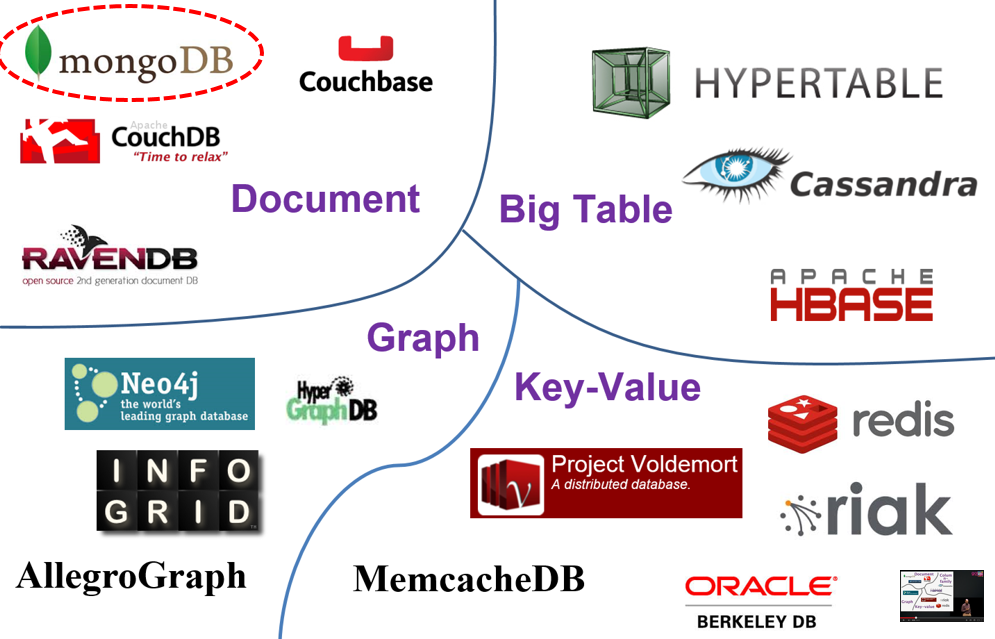 mongoDB
Couchbase
Apache
CouchDB
“Time to relax”
Document
RAVENDB
open source 2nd generation document DB
HYPERTABLE
Cassandra
Big Table
APACHE
HBASE
Graph
Neo4j
the world's
leading graph database
Hyper
GraphDB
INFO
GRID
AllegroGraph
Key-Value
redis
Project Voldemort
A distributed database.
riak
MemcacheDB
ORACLE®
BERKELEY DB